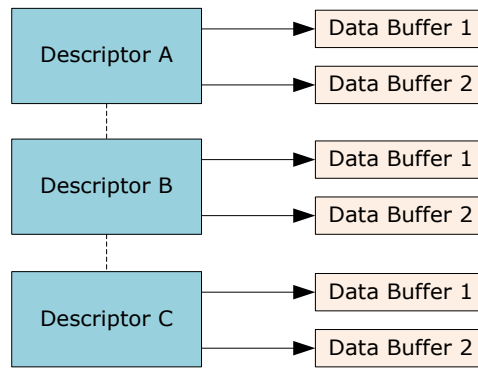 Descriptor A
Data Buffer 1
Data Buffer 2
Descriptor B
Data Buffer 1
Data Buffer 2
Descriptor C
Data Buffer 1
Data Buffer 2